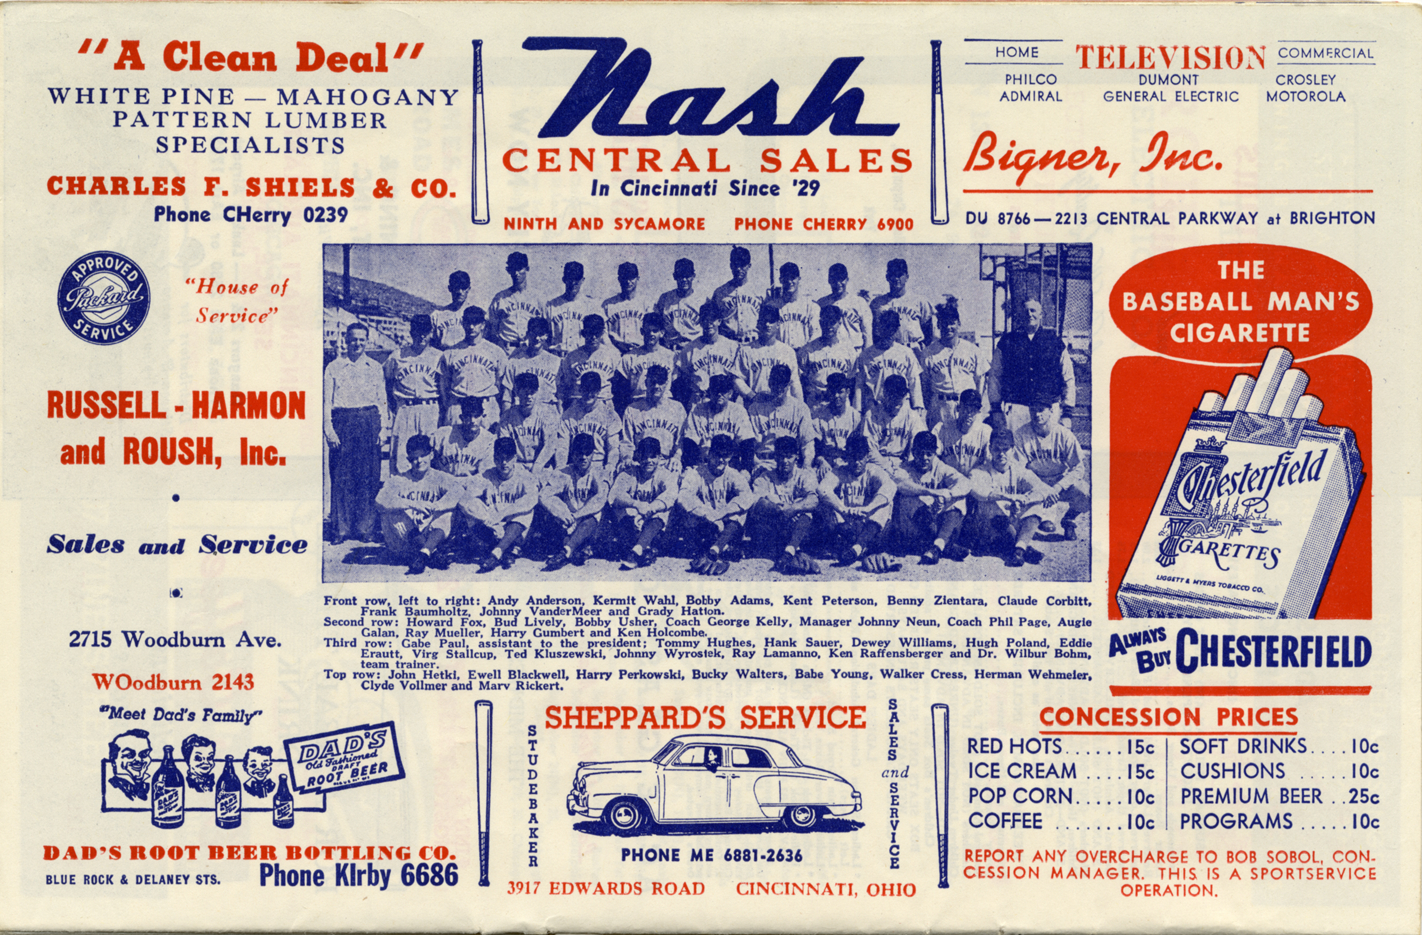 "A Clean Deal"
WHITE PINE — MAHOGANY
PATTERN LUMBER
SPECIALISTS
CHARLES F. SHIELS & CO.
Phone CHerry 0239
Nash
CENTRAL SALES
In Cincinnati Since '29
NINTH AND SYCAMORE PHONE CHERRY 6900
HOME TELEVISION COMMERCIAL
PHILCO DUMONT CROSLEY
ADMIRAL GENERAL ELECTRIC MOTOROLA
Bigner, Inc.
DU 8766—2213 CENTRAL PARKWAY at BRIGHTON
APPROVED
Packard
SERVICE
"House of
Service"
RUSSELL - HARMON
and ROUSH, Inc.
Sales and Service
2715 Woodburn Ave.
WOodburn 2143
Front row, left to right: Andy Anderson, Kermit Wahl, Bobby Adams, Kent Peterson, Benny Zientara, Claude Corbitt,
Frank Baumholtz, Johnny VanderMeer and Grady Hatton.
Second row: Howard Fox, Bud Lively, Bobby Usher, Coach George Kelly, Manager Johnny Neun, Coach Phil Page, Augie
Galan, Ray Mueller, Harry Gumbert and Ken Holcombe.
Third row: Gabe Paul, assistant to the president; Tommy Hughes, Hank Sauer, Dewey Williams, Hugh Poland, Eddie
Erautt, Virg Stallcup, Ted Kluszewski, Johnny Wyrostek, Ray Lamanno, Ken Raffensberger and Dr. Wilbur Bohm,
team trainer.
Top row: John Hetki, Ewell Blackwell, Harry Perkowski, Bucky Walters, Babe Young, Walker Cress, Herman Wehmeier,
Clyde Vollmer and Marv Rickert.
THE
BASEBALL MAN'S
CIGARETTE
Chesterfield
CIGARETTES
LIGGETT & MYERS TOBACCO CO.
ALWAYS
BUY CHESTERFIELD
"Meet Dad's Family"
DAD'S
Old Fashioned
DRAFT
ROOT BEER
DAD'S ROOT BEER BOTTLING CO.
BLUE ROCK & DELANEY STS. Phone KIrby 6686
SHEPPARD'S SERVICE
STUDEBAKER
SALES and SERVICE
PHONE ME 6881-2636
3917 EDWARDS ROAD CINCINNATI, OHIO
CONCESSION PRICES
RED HOTS......15c SOFT DRINKS....10c
ICE CREAM ....15c CUSHIONS ......10c
POP CORN.....10c PREMIUM BEER ..25c
COFFEE .......10c PROGRAMS .....10c
REPORT ANY OVERCHARGE TO BOB SOBOL, CON-
CESSION MANAGER. THIS IS A SPORTSERVICE
OPERATION.